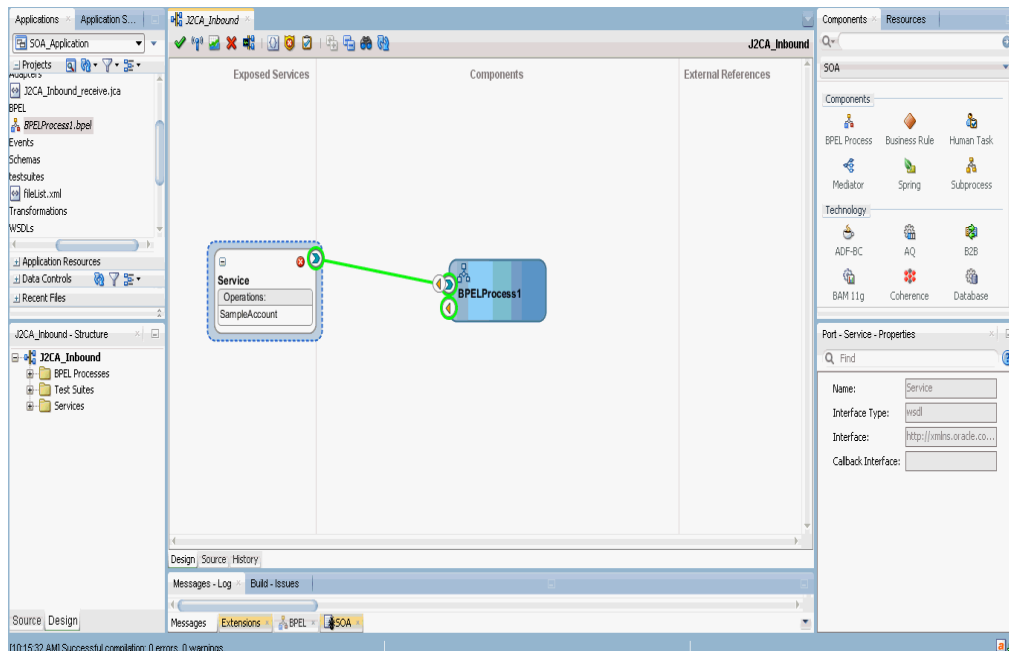 Applications
Application S...
SOA_Application
Projects
J2CA_Inbound_receive.jca
BPEL
BPELProcess1.bpel
Events
Schemas
testsuites
fileList.xml
Transformations
WSDLs
Application Resources
Data Controls
Recent Files
J2CA_Inbound - Structure
J2CA_Inbound
BPEL Processes
Test Suites
Services
Source Design
J2CA_Inbound
J2CA_Inbound
Exposed Services
Components
External References
Service
Operations:
SampleAccount
BPELProcess1
Design Source History
Messages - Log
Build - Issues
Messages
Extensions
BPEL
SOA
Components
Resources
SOA
Components
BPEL Process
Business Rule
Human Task
Mediator
Spring
Subprocess
Technology
ADF-BC
AQ
B2B
BAM 11g
Coherence
Database
Port - Service - Properties
Find
Name:
Service
Interface Type:
wsdl
Interface:
http://xmlns.oracle.co...
Callback Interface:
[10:15:32 AM] Successful compilation: 0 errors, 0 warnings.